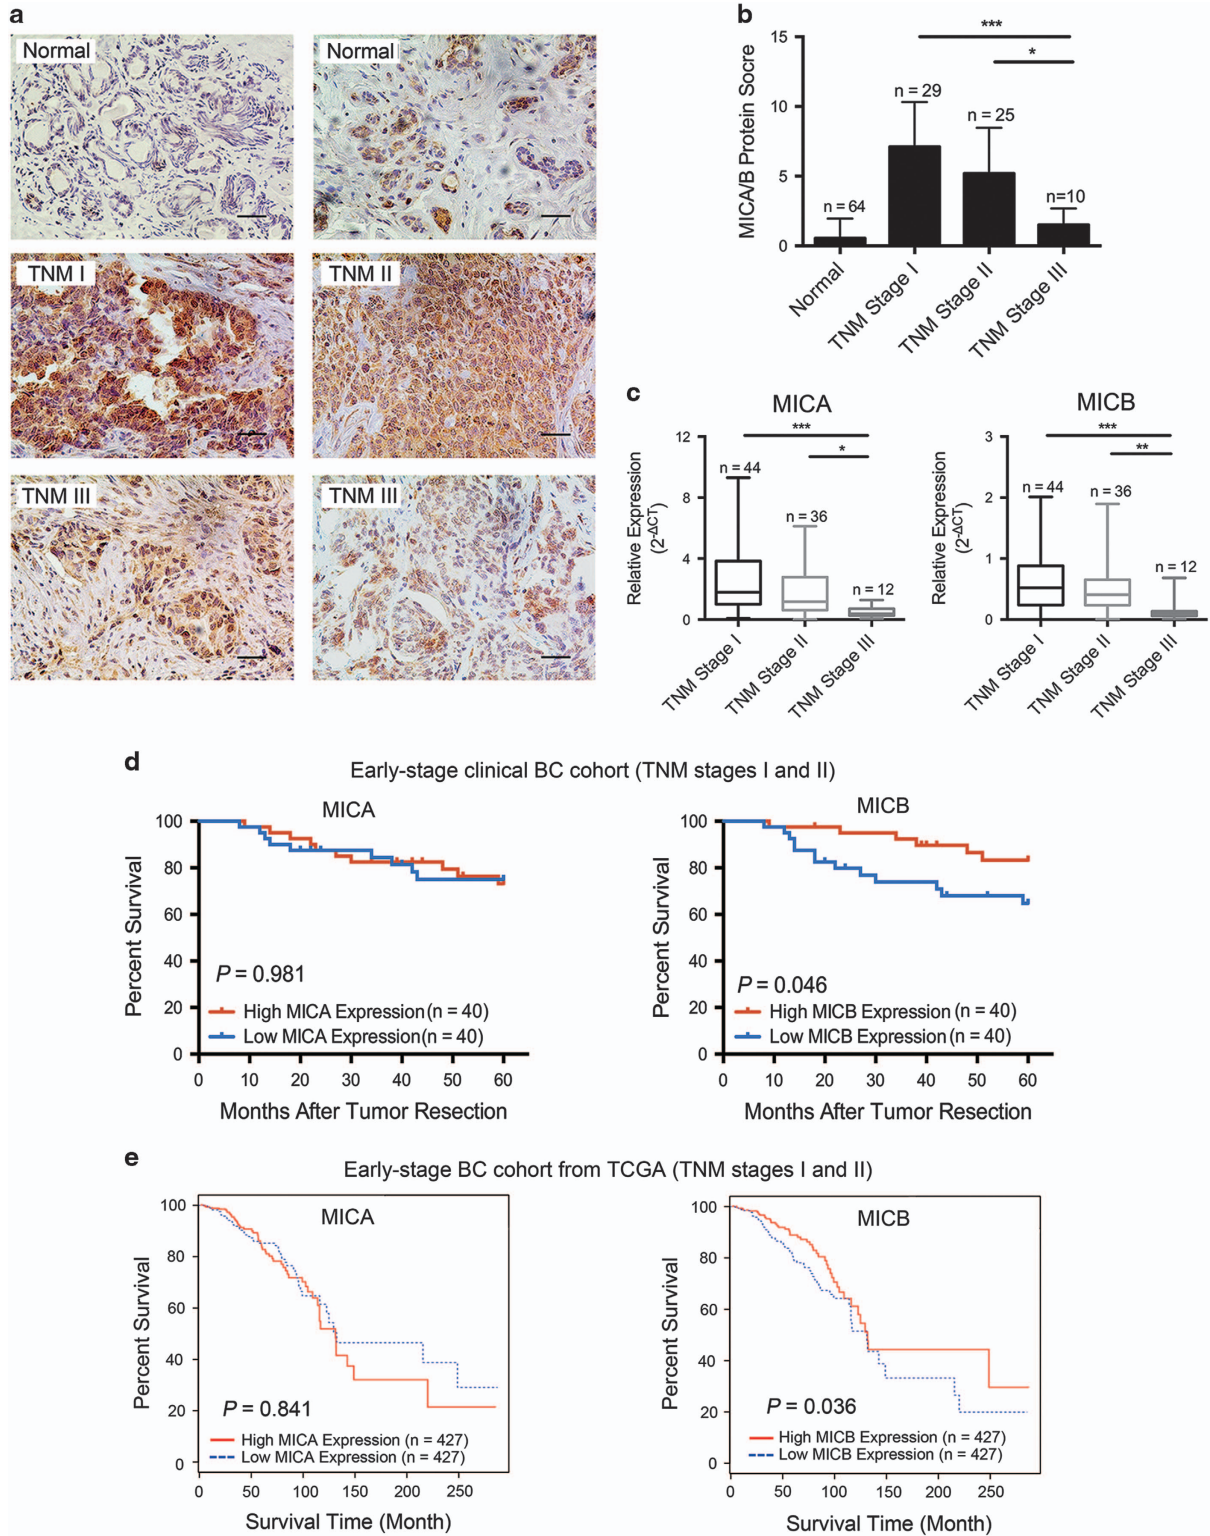 a
Normal
Normal
TNM I
TNM II
TNM III
TNM III
b
***
*
MICA/B Protein Socre
15
10
5
0
n = 64
n = 29
n = 25
n=10
Normal
TNM Stage I
TNM Stage II
TNM Stage III
c
MICA
Relative Expression
(2-ΔCT)
12
8
4
0
***
*
n = 44
n = 36
n = 12
TNM Stage I
TNM Stage II
TNM Stage III
MICB
Relative Expression
(2-ΔCT)
3
2
1
0
***
**
n = 44
n = 36
n = 12
TNM Stage I
TNM Stage II
TNM Stage III
d
Early-stage clinical BC cohort (TNM stages I and II)
MICA
Percent Survival
100
80
60
40
20
0
P = 0.981
High MICA Expression (n = 40)
Low MICA Expression(n = 40)
0 10 20 30 40 50 60
Months After Tumor Resection
MICB
Percent Survival
100
80
60
40
20
0
P = 0.046
High MICB Expression (n = 40)
Low MICB Expression (n = 40)
0 10 20 30 40 50 60
Months After Tumor Resection
e
Early-stage BC cohort from TCGA (TNM stages I and II)
MICA
Percent Survival
100
80
60
40
20
0
P = 0.841
High MICA Expression (n = 427)
Low MICA Expression (n = 427)
0 50 100 150 200 250
Survival Time (Month)
MICB
Percent Survival
100
80
60
40
20
0
P = 0.036
High MICB Expression (n = 427)
Low MICB Expression (n = 427)
0 50 100 150 200 250
Survival Time (Month)